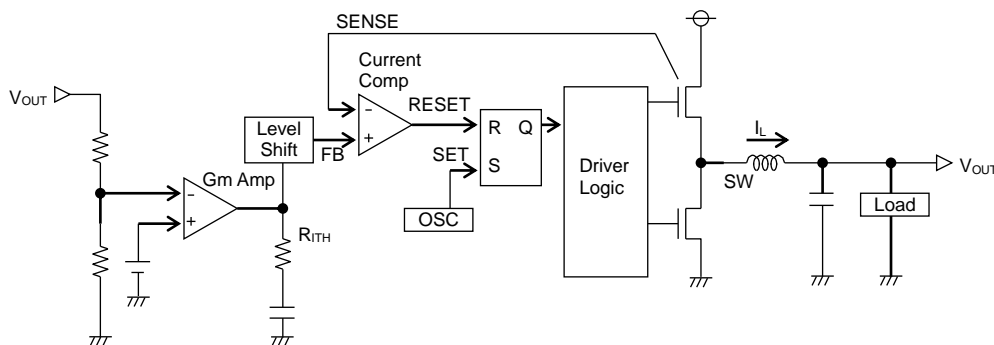 SENSE
Current
Comp
VOUT
RESET
Level
Shift
FB
Gm Amp
-
+
-
+
RITH
SET
OSC
R Q
S
Driver
Logic
IL
SW
VOUT
Load